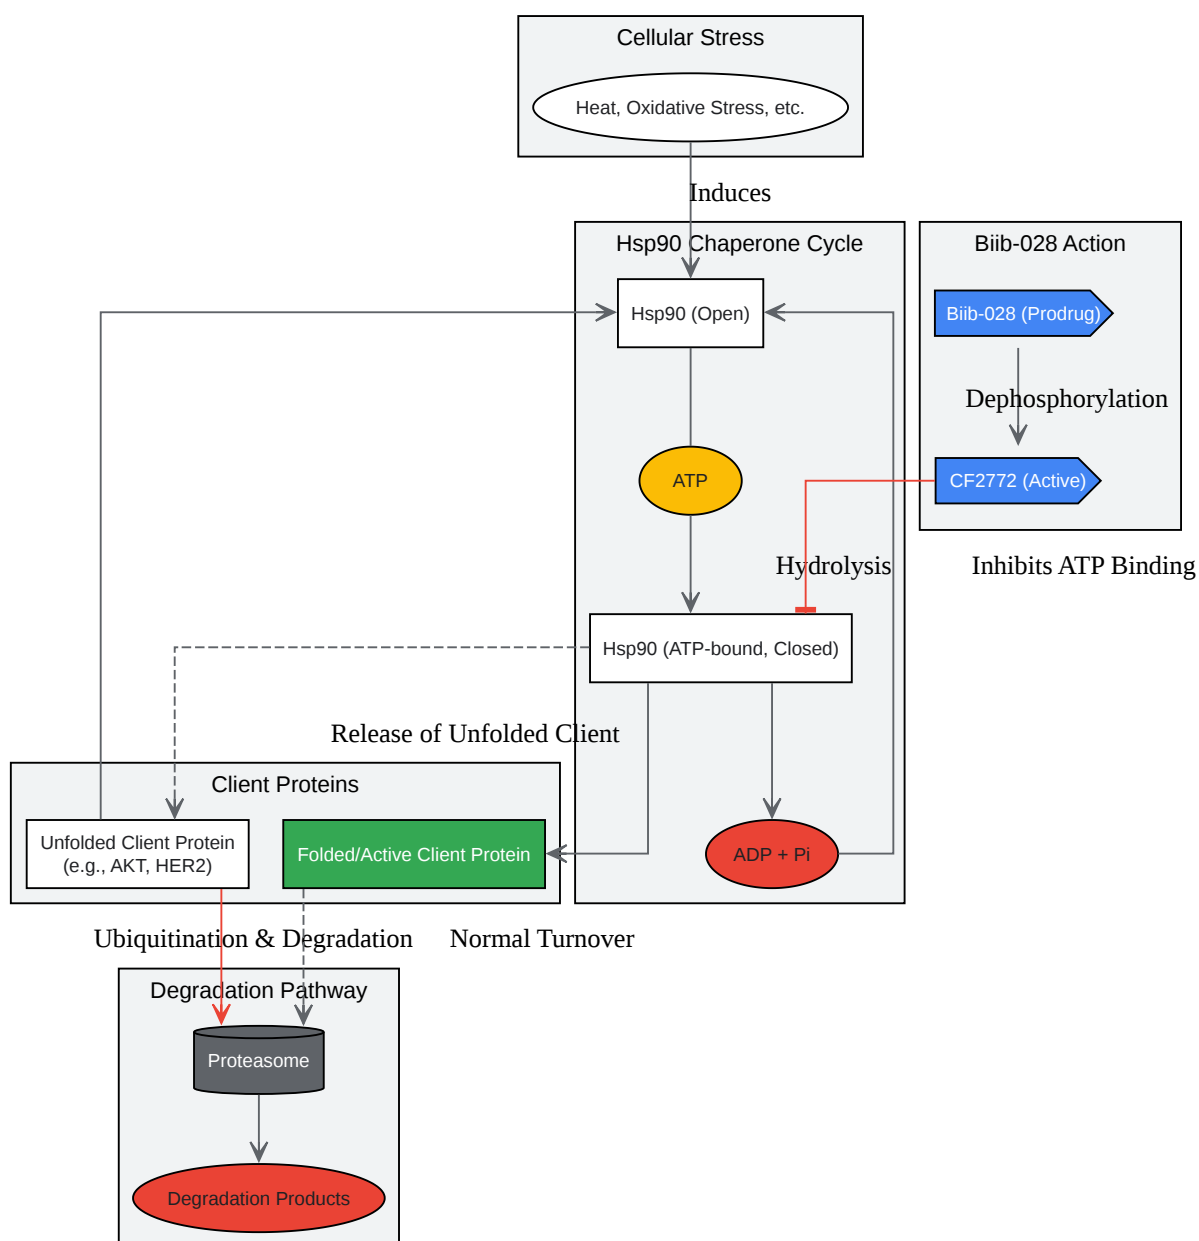 Cellular Stress
Heat, Oxidative Stress, etc.
Induces
Hsp90 Chaperone Cycle
Biib-028 Action
Hsp90 (Open)
Biib-028 (Prodrug)
Dephosphorylation
ATP
CF2772 (Active)
Hydrolysis
Inhibits ATP Binding
Hsp90 (ATP-bound, Closed)
Release of Unfolded Client
Client Proteins
Unfolded Client Protein
(e.g., AKT, HER2)
Folded/Active Client Protein
ADP + Pi
Ubiquitination & Degradation
Normal Turnover
Degradation Pathway
Proteasome
Degradation Products